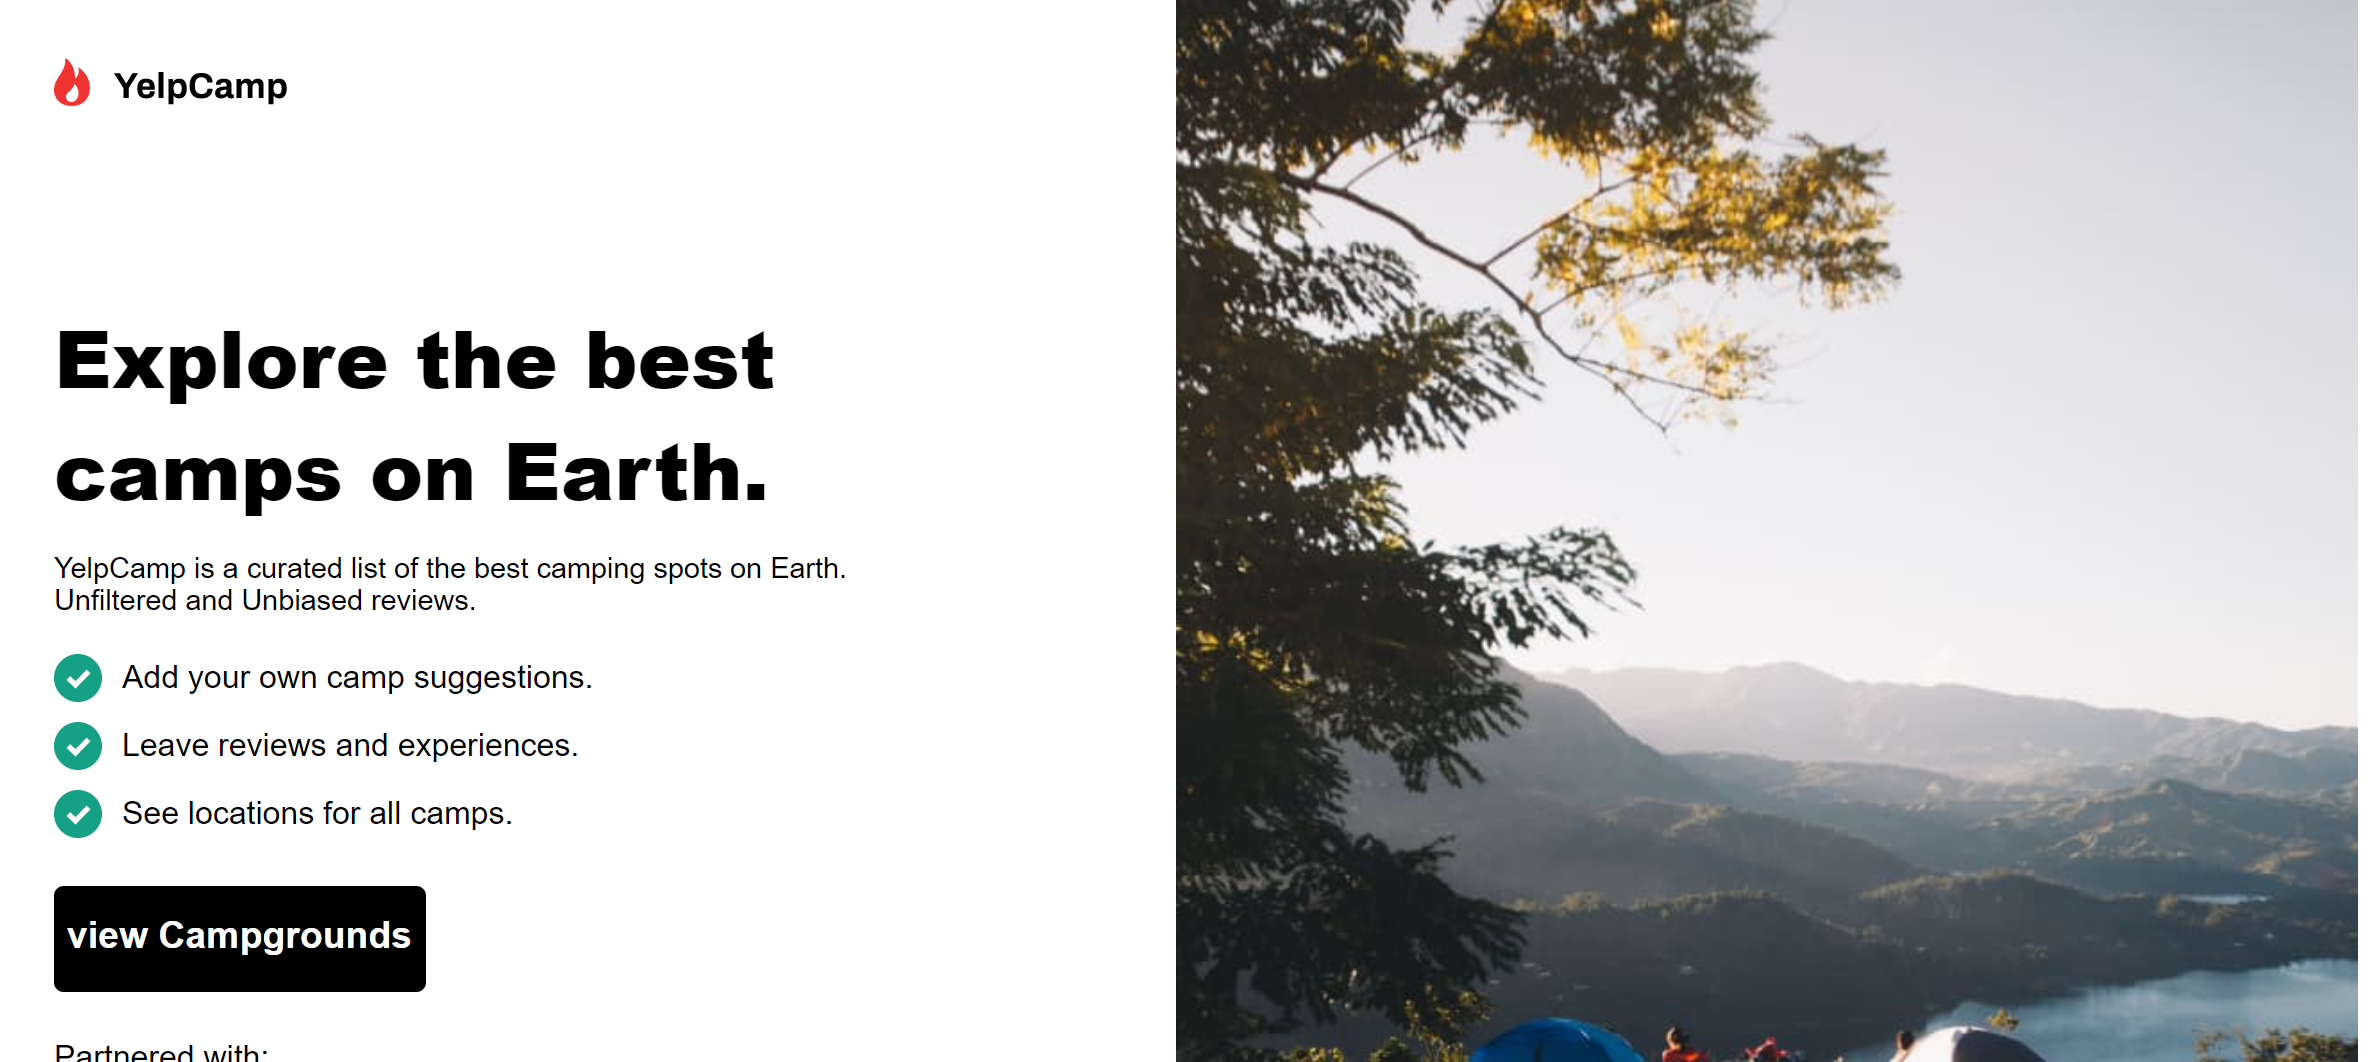 YelpCamp
Explore the best
camps on Earth.
YelpCamp is a curated list of the best camping spots on Earth.
Unfiltered and Unbiased reviews.
Add your own camp suggestions.
Leave reviews and experiences.
See locations for all camps.
view Campgrounds
Partnered with: